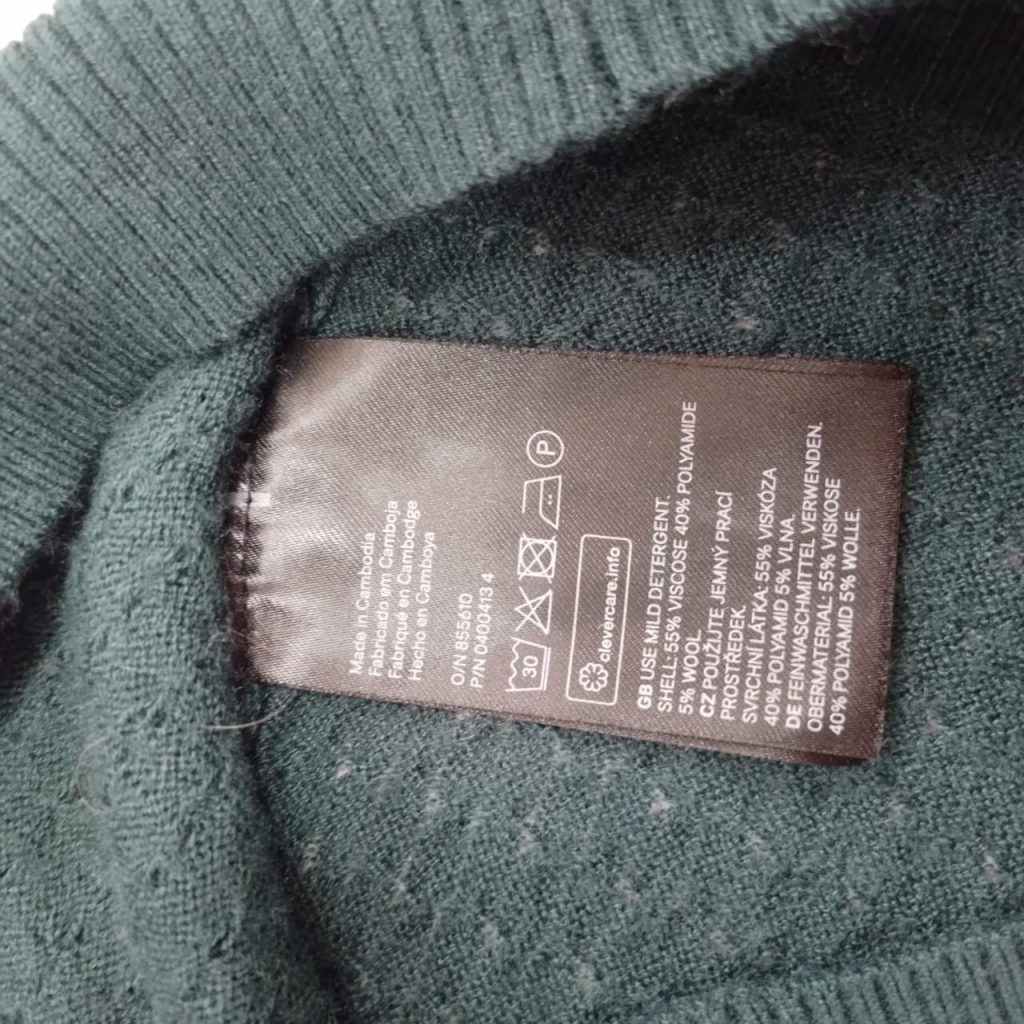 Made in Cambodia
Fabricado em Camboja
Fabriqué en Cambodge
Hecho en Camboya
O/N 855610
P/N 0400413 4
30
P
clevercare.info
GB USE MILD DETERGENT.
SHELL: 55% VISCOSE 40% POLYAMIDE
5% WOOL
CZ POUŽIJTE JEMNÝ PRACÍ
PROSTŘEDEK.
SVRCHNÍ LÁTKA: 55% VISKÓZA
40% POLYAMID 5% VLNA
DE FEINWASCHMITTEL VERWENDEN.
OBERMATERIAL: 55% VISKOSE
40% POLYAMID 5% WOLLE.